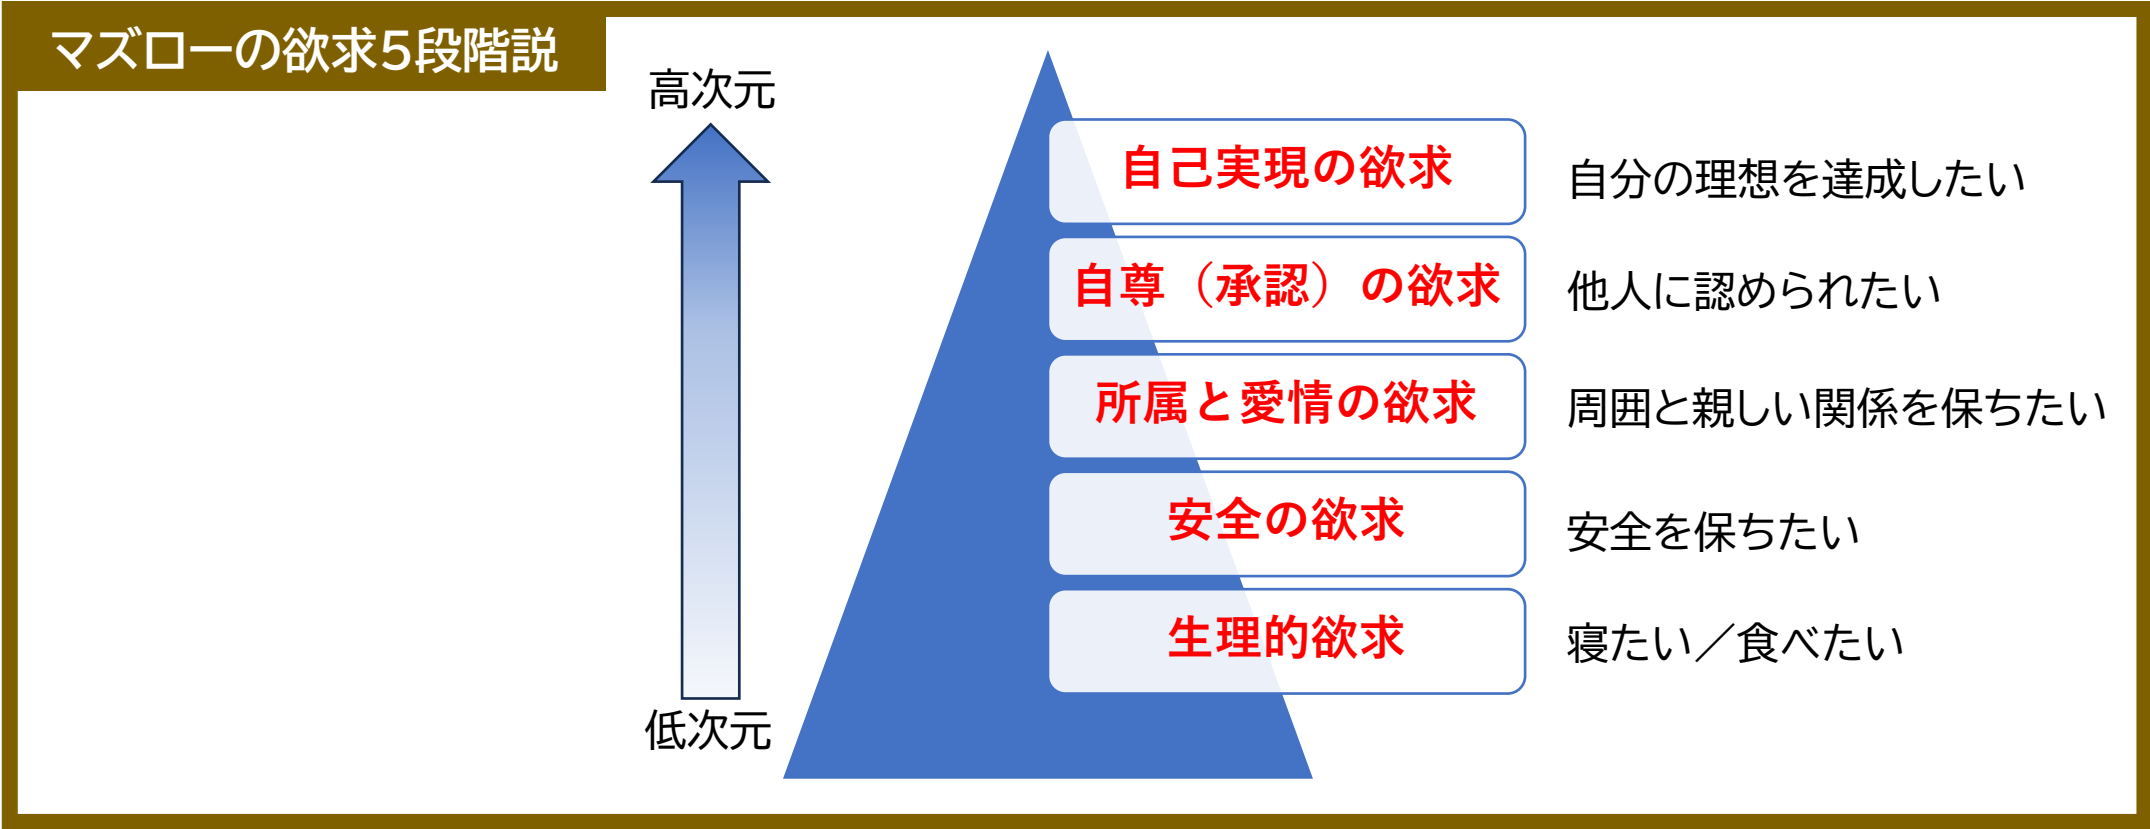 マズローの欲求5段階説
高次元
自己実現の欲求
自分の理想を達成したい
自尊（承認）の欲求
他人に認められたい
所属と愛情の欲求
周囲と親しい関係を保ちたい
安全の欲求
安全を保ちたい
生理的欲求
寝たい／食べたい
低次元